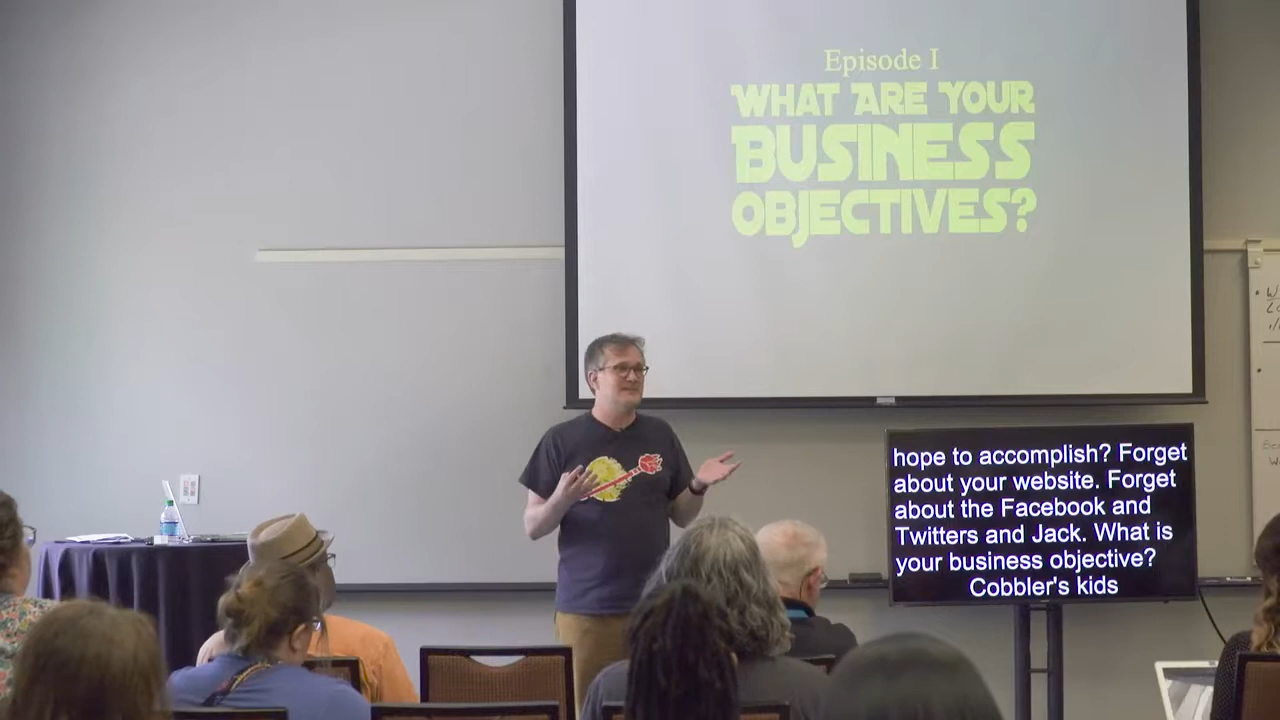 Episode I
WHAT ARE YOUR
BUSINESS
OBJECTIVES?
hope to accomplish? Forget
about your website. Forget
about the Facebook and
Twitters and Jack. What is
your business objective?
Cobbler's kids